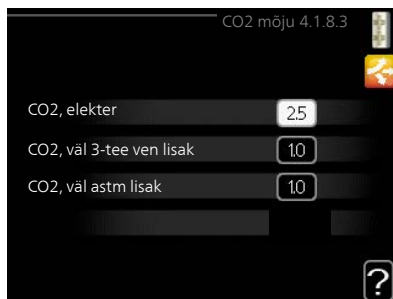 CO2 mõju 4.1.8.3
CO2, elekter 2.5
CO2, väl 3-tee ven lisak 1.0
CO2, väl astm lisak 1.0
?